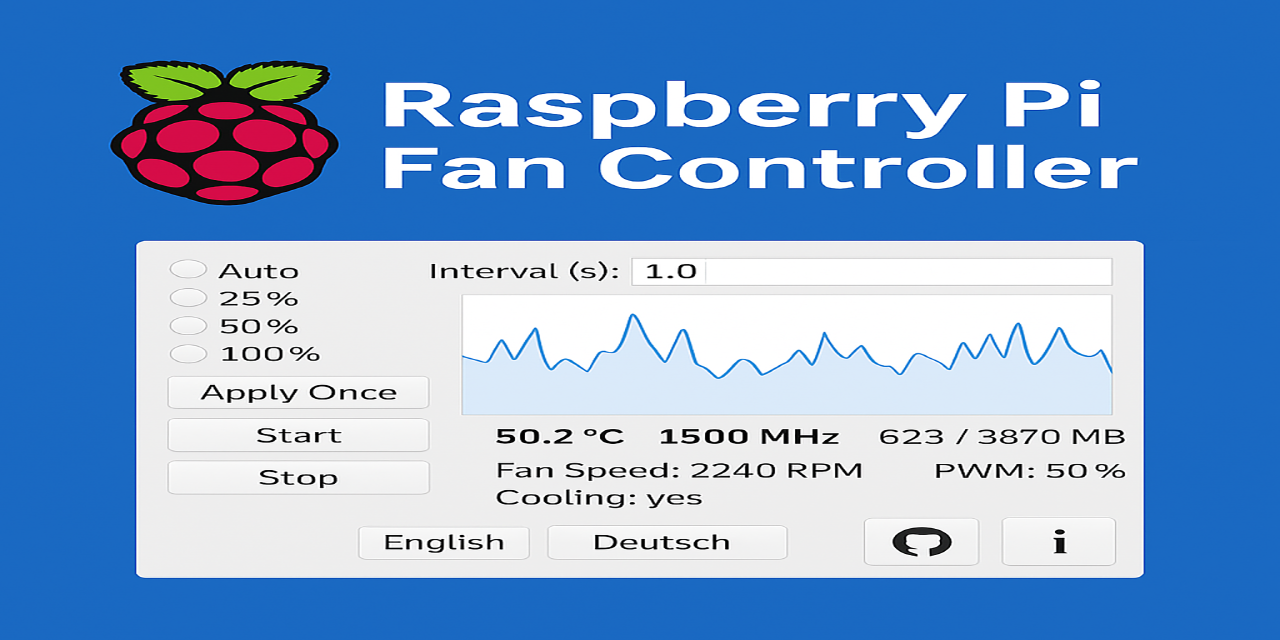 Raspberry Pi
Fan Controller
Auto
25 %
50 %
100 %
Apply Once
Start
Stop
Interval (s): 1.0
50.2 °C 1500 MHz 623 / 3870 MB
Fan Speed: 2240 RPM PWM: 50 %
Cooling: yes
English Deutsch i